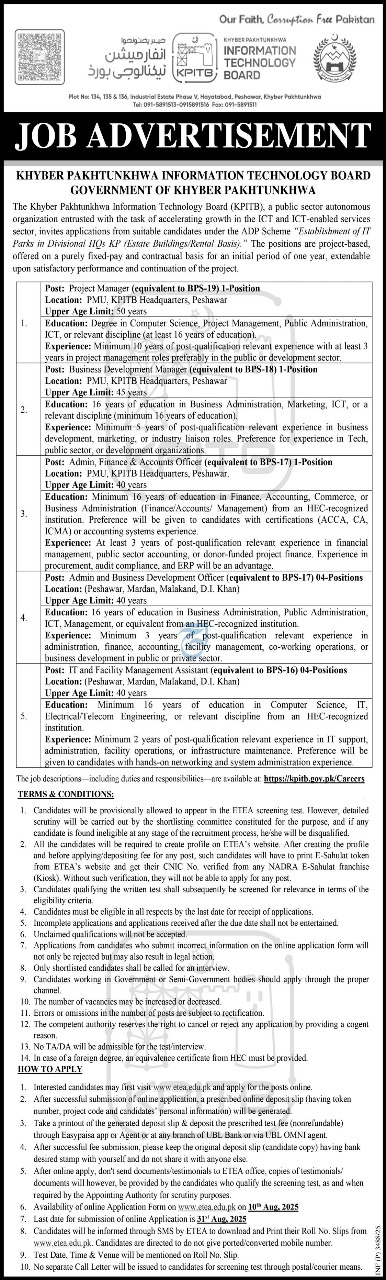 Our Faith, Corruption Free Pakistan
خیبر پختونخوا
انفارمیشن
ٹیکنالوجی بورڈ
KPITB
KHYBER PAKHTUNKHWA
INFORMATION
TECHNOLOGY
BOARD
Plot No: 134, 135 & 136, Industrial Estate Phase V, Hayatabad, Peshawar, Khyber Pakhtunkhwa
Tel: 091-5891513-0915891516 Fax: 091-5891511
JOB ADVERTISEMENT
KHYBER PAKHTUNKHWA INFORMATION TECHNOLOGY BOARD
GOVERNMENT OF KHYBER PAKHTUNKHWA
The Khyber Pakhtunkhwa Information Technology Board (KPITB), a public sector autonomous
organization entrusted with the task of accelerating growth in the ICT and ICT-enabled services
sector, invites applications from suitable candidates under the ADP Scheme "Establishment of IT
Parks in Divisional HQs KP (Estate Buildings/Rental Basis)." The positions are project-based,
offered on a purely fixed-pay and contractual basis for an initial period of one year, extendable
upon satisfactory performance and continuation of the project.
1.
Post: Project Manager (equivalent to BPS-19) 1-Position
Location: PMU, KPITB Headquarters, Peshawar
Upper Age Limit: 50 years
Education: Degree in Computer Science, Project Management, Public Administration,
ICT, or relevant discipline (at least 16 years of education).
Experience: Minimum 10 years of post-qualification relevant experience with at least 3
years in project management roles preferably in the public or development sector.
2.
Post: Business Development Manager (equivalent to BPS-18) 1-Position
Location: PMU, KPITB Headquarters, Peshawar
Upper Age Limit: 45 years
Education: 16 years of education in Business Administration, Marketing, ICT, or a
relevant discipline (minimum 16 years of education).
Experience: Minimum 5 years of post-qualification relevant experience in business
development, marketing, or industry liaison roles. Preference for experience in Tech,
public sector, or development organizations.
3.
Post: Admin, Finance & Accounts Officer (equivalent to BPS-17) 1-Position
Location: PMU, KPITB Headquarters, Peshawar.
Upper Age Limit: 40 years
Education: Minimum 16 years of education in Finance, Accounting, Commerce, or
Business Administration (Finance/Accounts/ Management) from an HEC-recognized
institution. Preference will be given to candidates with certifications (ACCA, CA,
ICMA) or accounting systems experience.
Experience: At least 3 years of post-qualification relevant experience in financial
management, public sector accounting, or donor-funded project finance. Experience in
procurement, audit compliance, and ERP will be an advantage.
4.
Post: Admin and Business Development Officer (equivalent to BPS-17) 04-Positions
Location: (Peshawar, Mardan, Malakand, D.I. Khan)
Upper Age Limit: 40 years
Education: 16 years of education in Business Administration, Public Administration,
ICT, Management, or equivalent from an HEC-recognized institution.
Experience: Minimum 3 years of post-qualification relevant experience in
administration, finance, accounting, facility management, co-working operations, or
business development in public or private sector.
5.
Post: IT and Facility Management Assistant (equivalent to BPS-16) 04-Positions
Location: (Peshawar, Mardan, Malakand, D.I. Khan)
Upper Age Limit: 40 years
Education: Minimum 16 years of education in Computer Science, IT,
Electrical/Telecom Engineering, or relevant discipline from an HEC-recognized
institution.
Experience: Minimum 2 years of post-qualification relevant experience in IT support,
administration, facility operations, or infrastructure maintenance. Preference will be
given to candidates with hands-on networking and system administration experience.
The job descriptions—including duties and responsibilities—are available at: https://kpitb.gov.pk/Careers
TERMS & CONDITIONS:
1. Candidates will be provisionally allowed to appear in the ETEA screening test. However, detailed
scrutiny will be carried out by the shortlisting committee constituted for the purpose, and if any
candidate is found ineligible at any stage of the recruitment process, he/she will be disqualified.
2. All the candidates will be required to create profile on ETEA's website. After creating the profile
and before applying/depositing fee for any post, such candidates will have to print E-Sahulat token
from ETEA's website and get their CNIC No. verified from any NADRA E-Sahulat franchise
(Kiosk). Without such verification, they will not be able to apply for any post.
3. Candidates qualifying the written test shall subsequently be screened for relevance in terms of the
eligibility criteria.
4. Candidates must be eligible in all respects by the last date for receipt of applications.
5. Incomplete applications and applications received after the due date shall not be entertained.
6. Unclaimed qualifications will not be accepted.
7. Applications from candidates who submit incorrect information on the online application form will
not only be rejected but may also result in legal action.
8. Only shortlisted candidates shall be called for an interview.
9. Candidates working in Government or Semi-Government bodies should apply through the proper
channel.
10. The number of vacancies may be increased or decreased.
11. Errors or omissions in the number of posts are subject to rectification.
12. The competent authority reserves the right to cancel or reject any application by providing a cogent
reason.
13. No TA/DA will be admissible for the test/interview.
14. In case of a foreign degree, an equivalence certificate from HEC must be provided.
HOW TO APPLY
1. Interested candidates may first visit www.etea.edu.pk and apply for the posts online.
2. After successful submission of online application, a prescribed online deposit slip (having token
number, project code and candidates' personal information) will be generated.
3. Take a printout of the generated deposit slip & deposit the prescribed test fee (nonrefundable)
through Easypaisa app or Agent or at any branch of UBL Bank or via UBL OMNI agent.
4. After successful fee submission, please keep the original deposit slip (candidate copy) having bank
desired stamp with yourself and do not share it with anyone else.
5. After online apply, don't send documents/testimonials to ETEA office, copies of testimonials/
documents will however, be provided by the candidates who qualify the screening test, as and when
required by the Appointing Authority for scrutiny purposes.
6. Availability of online Application Form on www.etea.edu.pk on 10th Aug, 2025
7. Last date for submission of online Application is 31st Aug, 2025
8. Candidates will be informed through SMS by ETEA to download and Print their Roll No. Slips from
www.etea.edu.pk. Candidates are directed to do not give ported/converted mobile number.
9. Test Date, Time & Venue will be mentioned on Roll No. Slip.
10. No separate Call Letter will be issued to candidates for screening test through postal/courier means.
INF (P) 3488/25